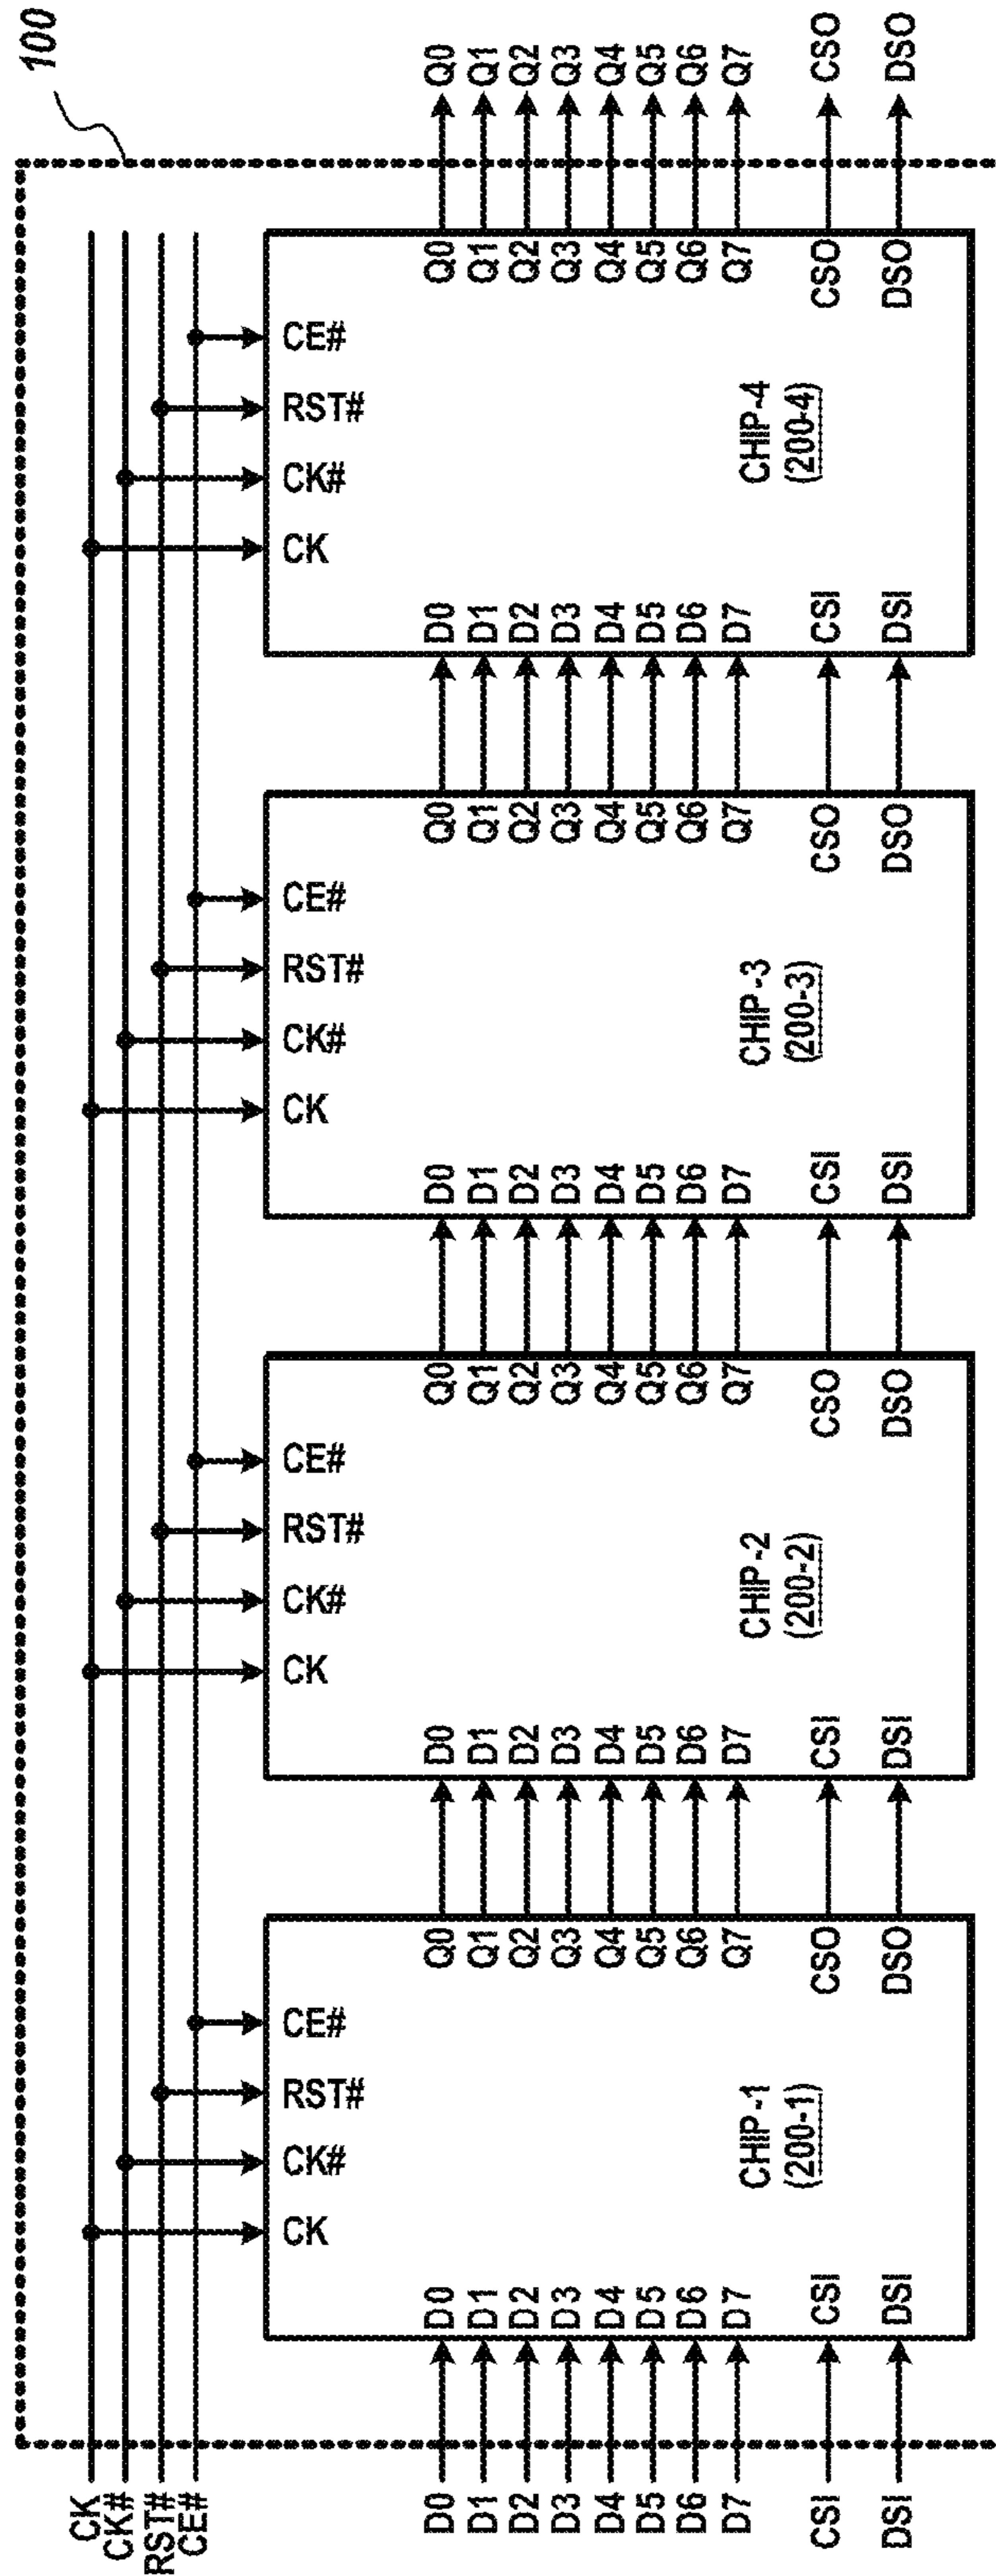 100
CK
CK#
RST#
CE#
D0
D1
D2
D3
D4
D5
D6
D7
CSI
DSI
CK
CK#
RST#
CE#
D0
D1
D2
D3
D4
D5
D6
D7
CSI
DSI
CHIP-1
(200-1)
Q0
Q1
Q2
Q3
Q4
Q5
Q6
Q7
CSO
DSO
CK
CK#
RST#
CE#
D0
D1
D2
D3
D4
D5
D6
D7
CSI
DSI
CHIP-2
(200-2)
Q0
Q1
Q2
Q3
Q4
Q5
Q6
Q7
CSO
DSO
CK
CK#
RST#
CE#
D0
D1
D2
D3
D4
D5
D6
D7
CSI
DSI
CHIP-3
(200-3)
Q0
Q1
Q2
Q3
Q4
Q5
Q6
Q7
CSO
DSO
CK
CK#
RST#
CE#
D0
D1
D2
D3
D4
D5
D6
D7
CSI
DSI
CHIP-4
(200-4)
Q0
Q1
Q2
Q3
Q4
Q5
Q6
Q7
CSO
DSO
Q0
Q1
Q2
Q3
Q4
Q5
Q6
Q7
CSO
DSO